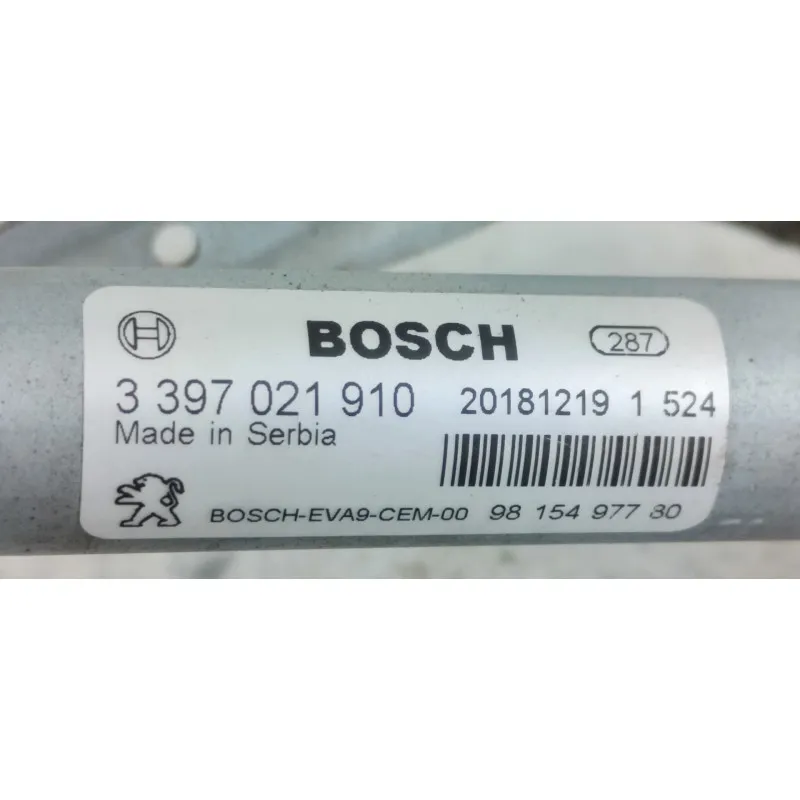 BOSCH 287
3 397 021 910 20181219 1 524
Made in Serbia
BOSCH-EVA9-CEM-00 98 154 977 80